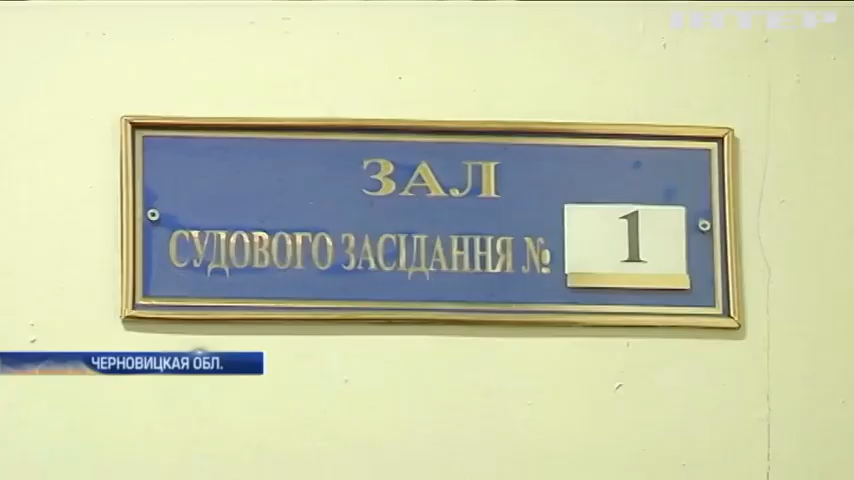 ІНТЕР
ЗАЛ
СУДОВОГО ЗАСІДАННЯ №
1
ЧЕРНОВИЦКАЯ ОБЛ.